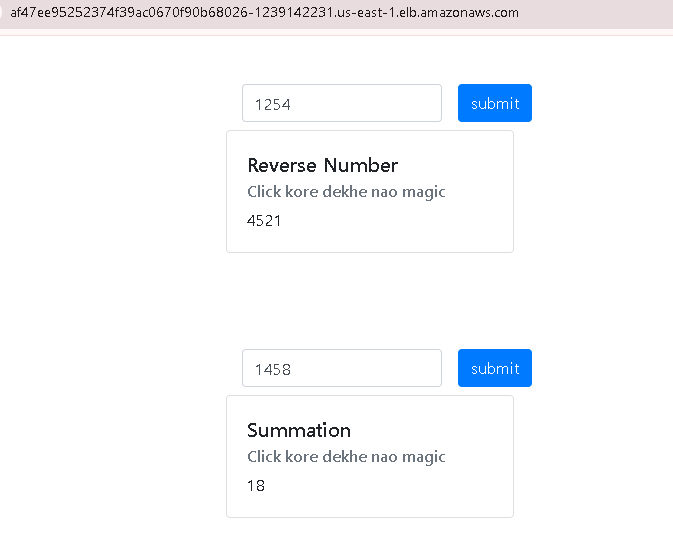 af47ee95252374f39ac0670f90b68026-1239142231.us-east-1.elb.amazonaws.com
1254 submit
Reverse Number
Click kore dekhe nao magic
4521
1458 submit
Summation
Click kore dekhe nao magic
18